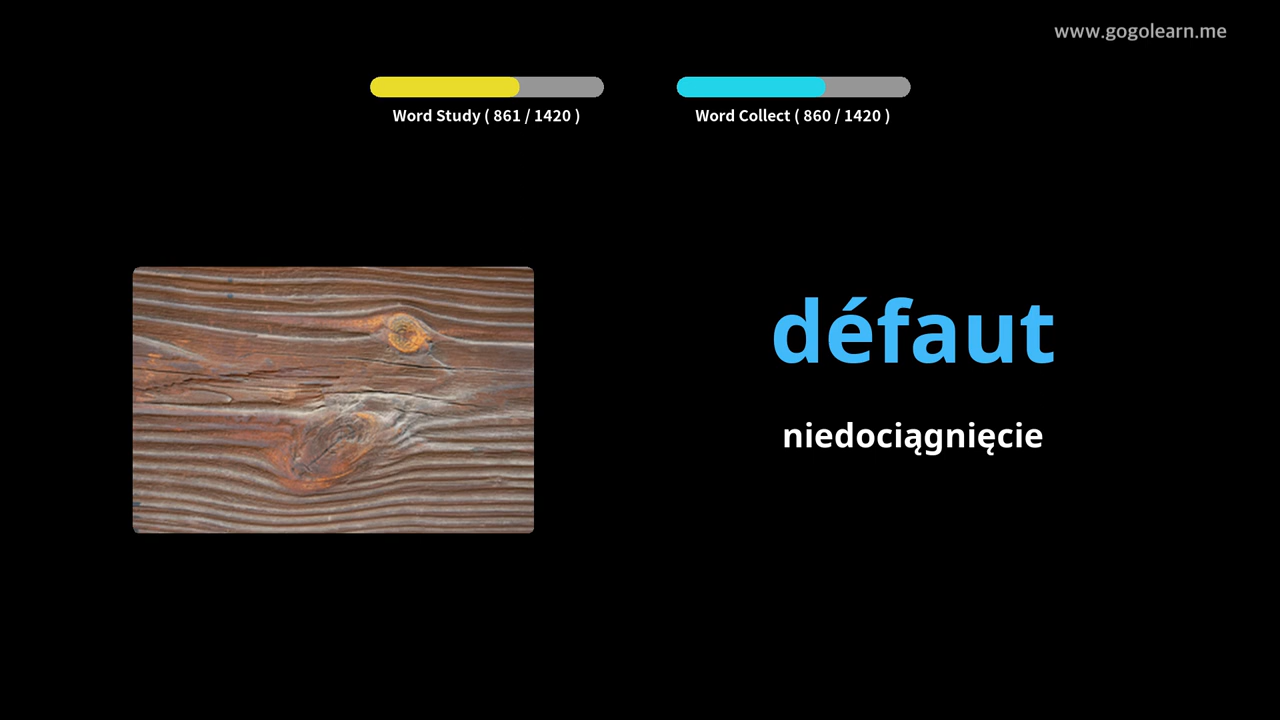 www.gogolearn.me
Word Study ( 861 / 1420 )
Word Collect ( 860 / 1420 )
défaut
niedociągnięcie